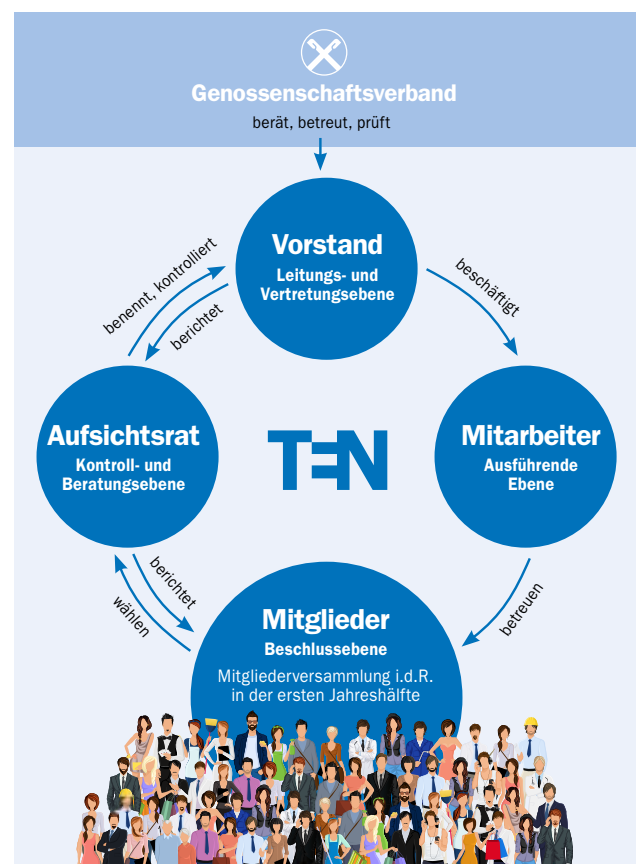 Genossenschaftsverband
berät, betreut, prüft
Vorstand
Leitungs- und
Vertretungsebene
benennt, kontrolliert
berichtet
beschäftigt
Aufsichtsrat
Kontroll- und
Beratungsebene
TEN
Mitarbeiter
Ausführende
Ebene
berichtet
wählen
betreuen
Mitglieder
Beschlussebene
Mitgliederversammlung i.d.R.
in der ersten Jahreshälfte